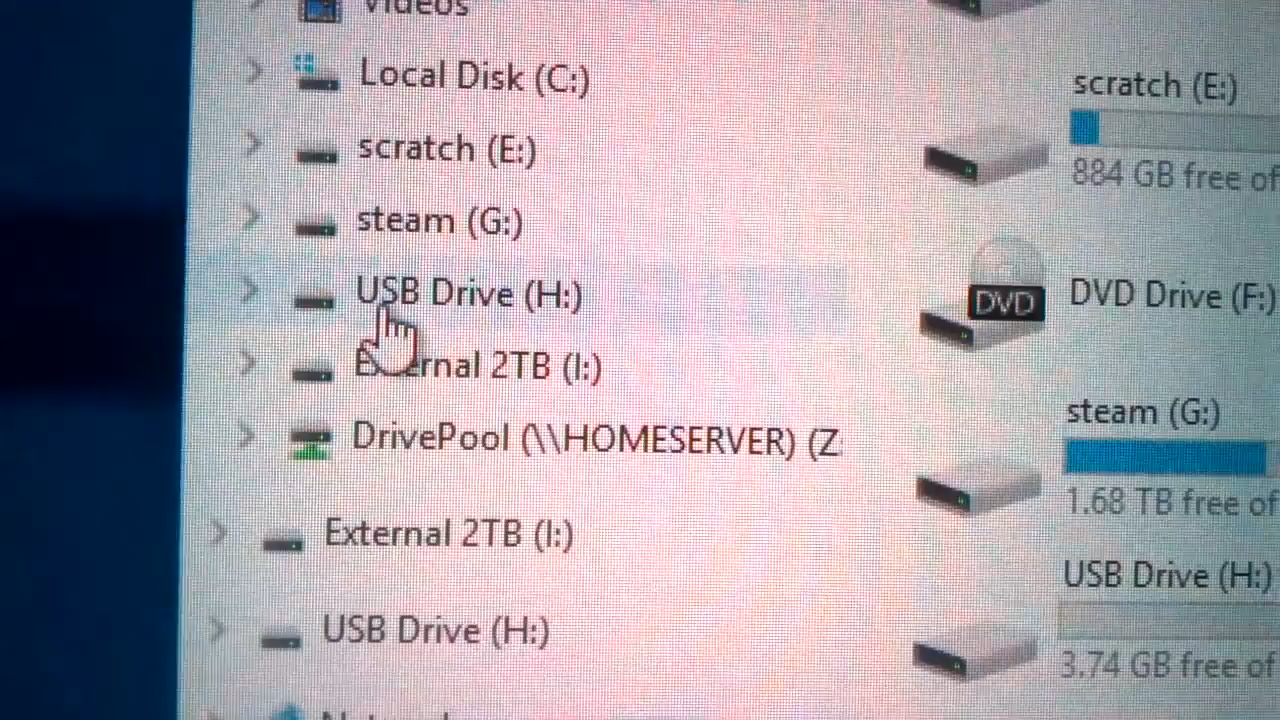 Videos
Local Disk (C:)
scratch (E:)
steam (G:)
USB Drive (H:)
External 2TB (I:)
DrivePool (\\HOMESERVER) (Z:
External 2TB (I:)
USB Drive (H:)
scratch (E:)
884 GB free of
DVD
DVD Drive (F:)
steam (G:)
1.68 TB free of
USB Drive (H:)
3.74 GB free of